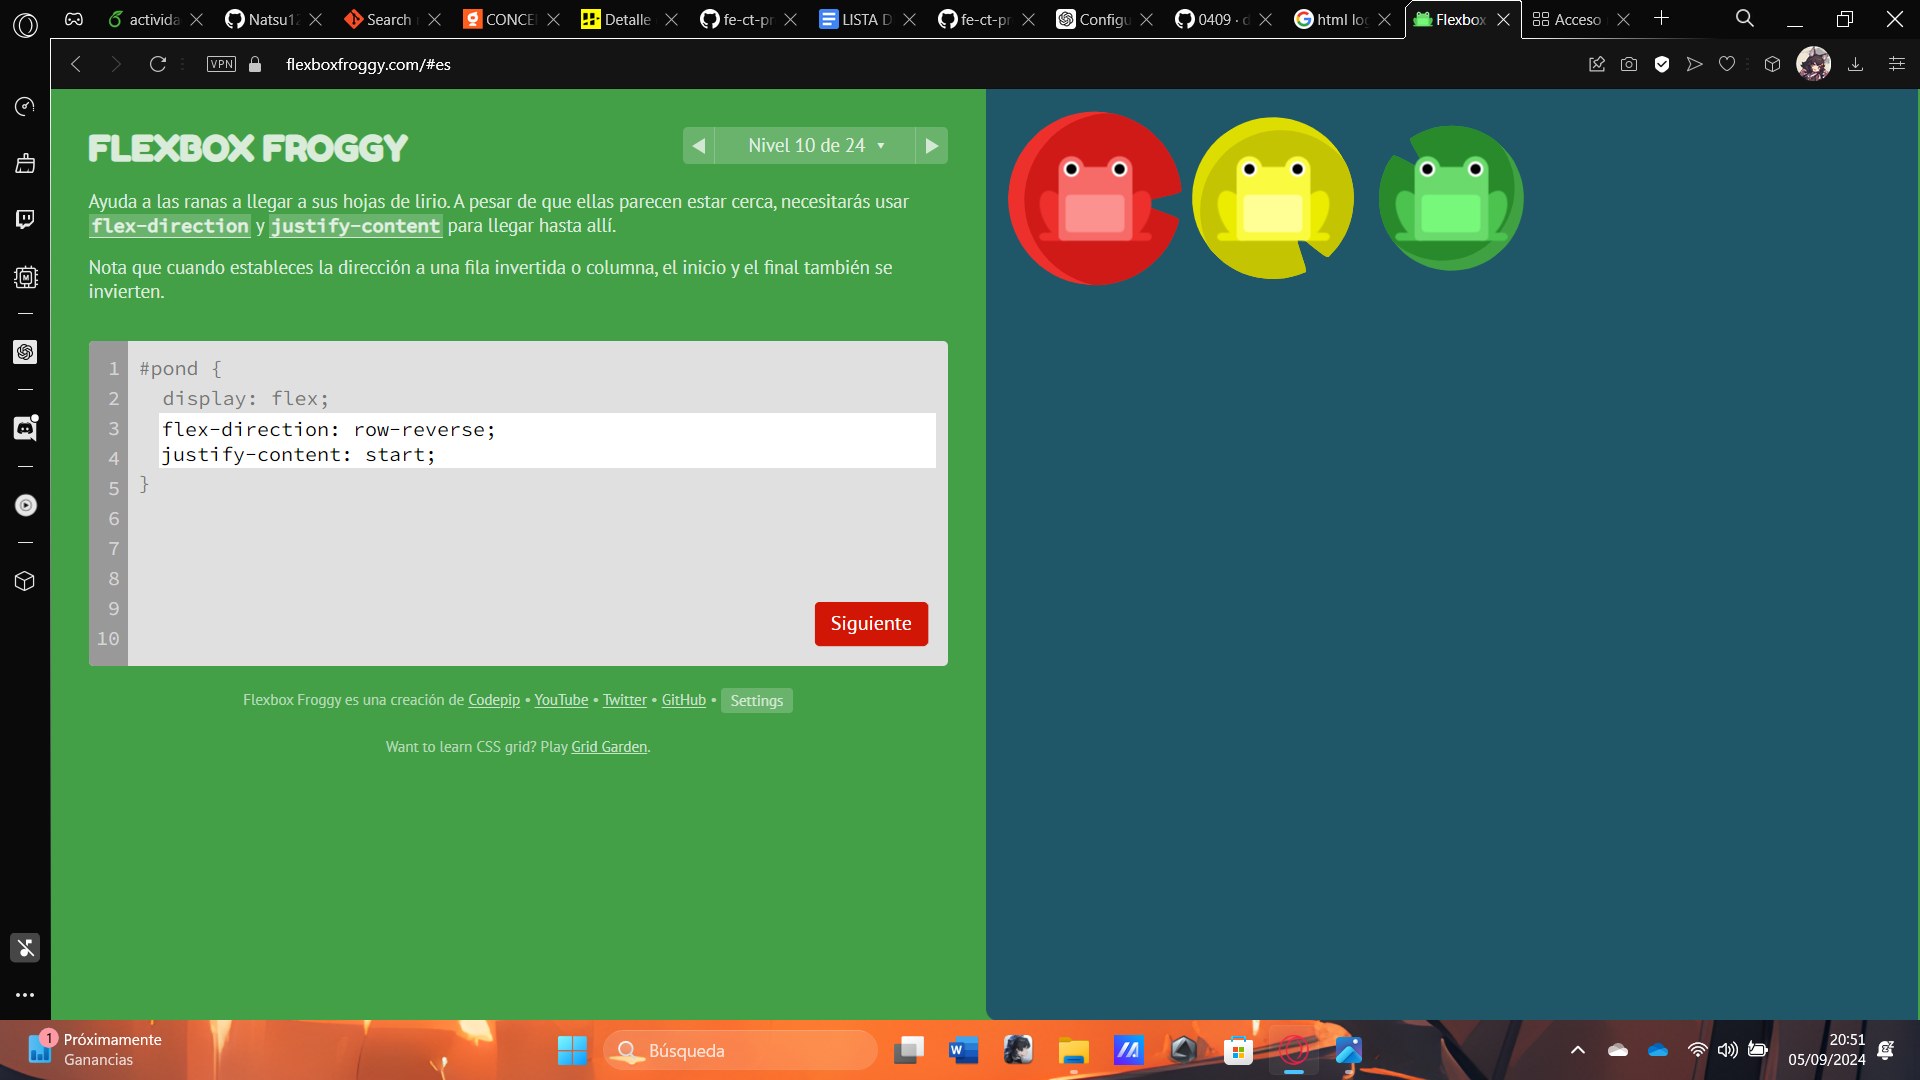 activida
Natsu12
Search
CONCE
Detalle
fe-ct-pr
LISTA D
fe-ct-pr
Configu
0409 · d
html log
Flexbox
Acceso
VPN
flexboxfroggy.com/#es
FLEXBOX FROGGY
Nivel 10 de 24
Ayuda a las ranas a llegar a sus hojas de lirio. A pesar de que ellas parecen estar cerca, necesitarás usar
flex-direction y justify-content para llegar hasta allí.
Nota que cuando estableces la dirección a una fila invertida o columna, el inicio y el final también se
invierten.
1 #pond {
2 display: flex;
3 flex-direction: row-reverse;
4 justify-content: start;
5 }
6
7
8
9
10
Siguiente
Flexbox Froggy es una creación de Codepip • YouTube • Twitter • GitHub • Settings
Want to learn CSS grid? Play Grid Garden.
1
Próximamente
Ganancias
Búsqueda
20:51
05/09/2024